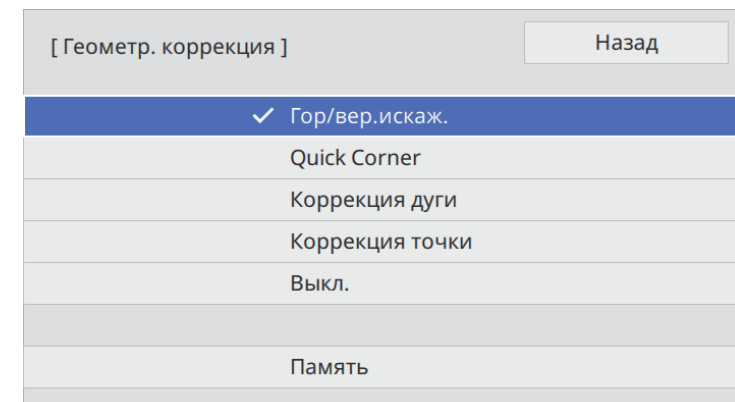 [ Геометр. коррекция ]
Назад
Гор/вер.искаж.
Quick Corner
Коррекция дуги
Коррекция точки
Выкл.
Память